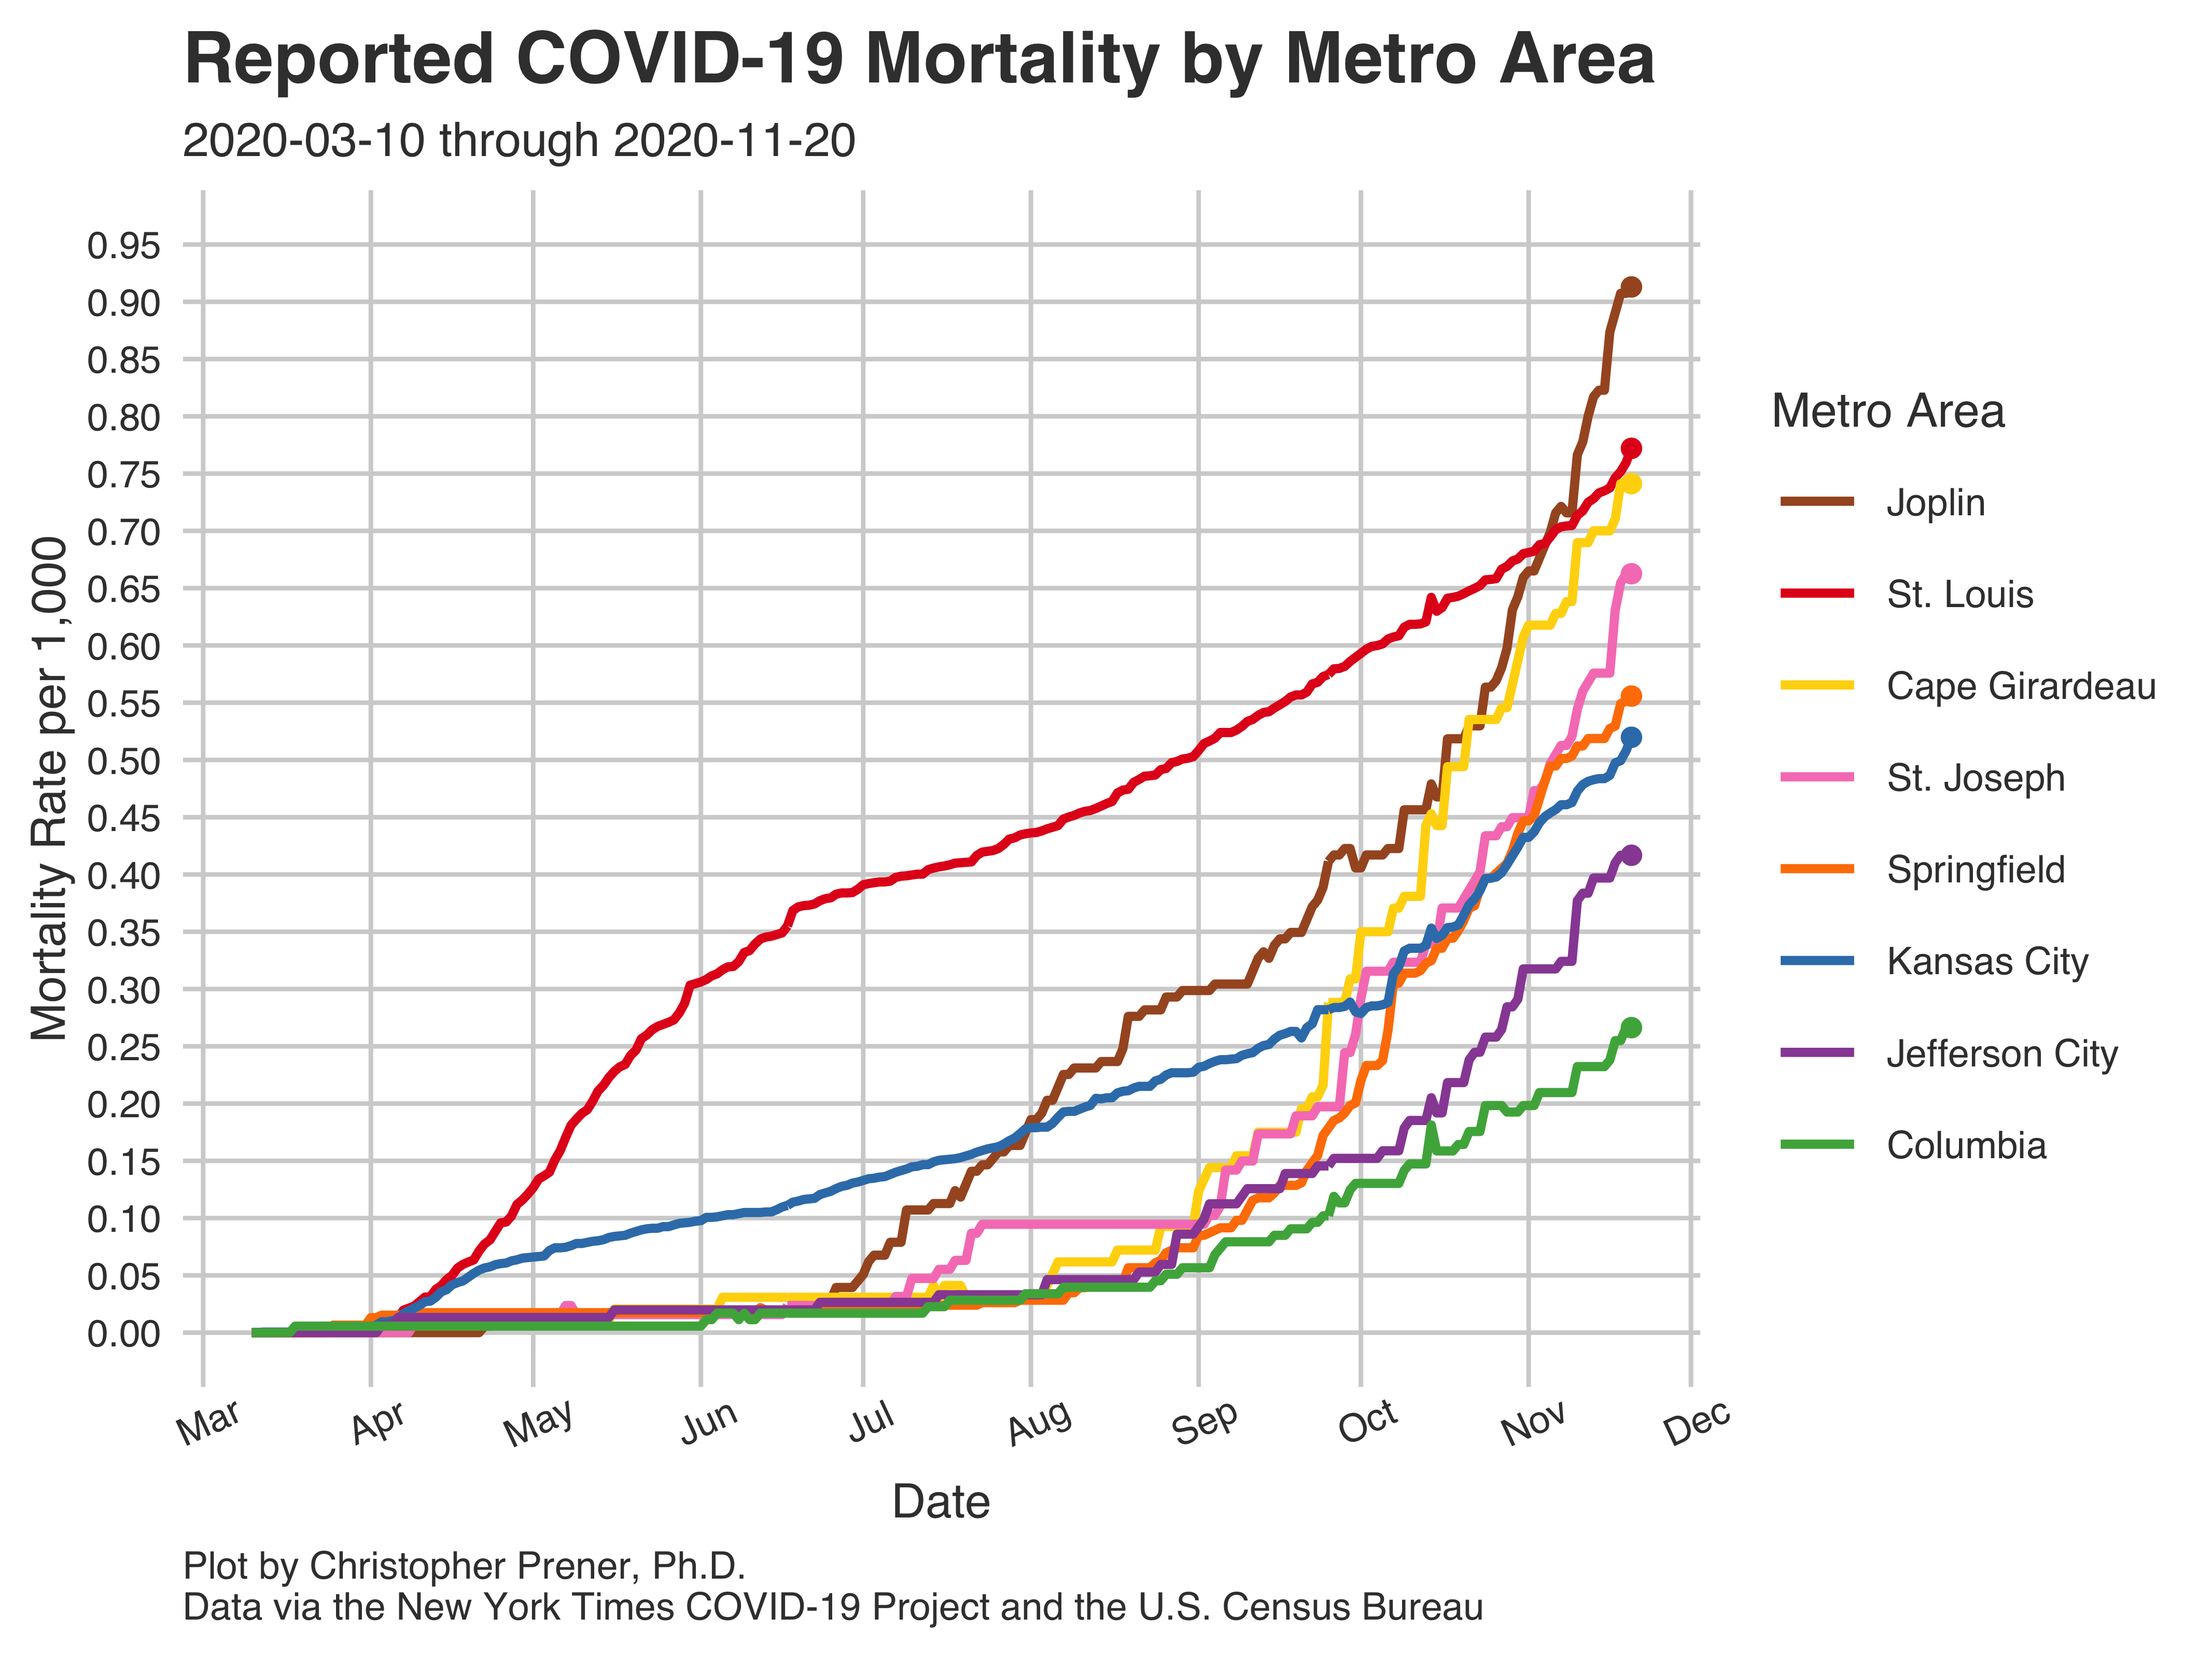 Reported COVID-19 Mortality by Metro Area
2020-03-10 through 2020-11-20
Mortality Rate per 1,000
0.95
0.90
0.85
0.80
0.75
0.70
0.65
0.60
0.55
0.50
0.45
0.40
0.35
0.30
0.25
0.20
0.15
0.10
0.05
0.00
Mar
Apr
May
Jun
Jul
Aug
Sep
Oct
Nov
Dec
Date
Metro Area
Joplin
St. Louis
Cape Girardeau
St. Joseph
Springfield
Kansas City
Jefferson City
Columbia
Plot by Christopher Prener, Ph.D.
Data via the New York Times COVID-19 Project and the U.S. Census Bureau